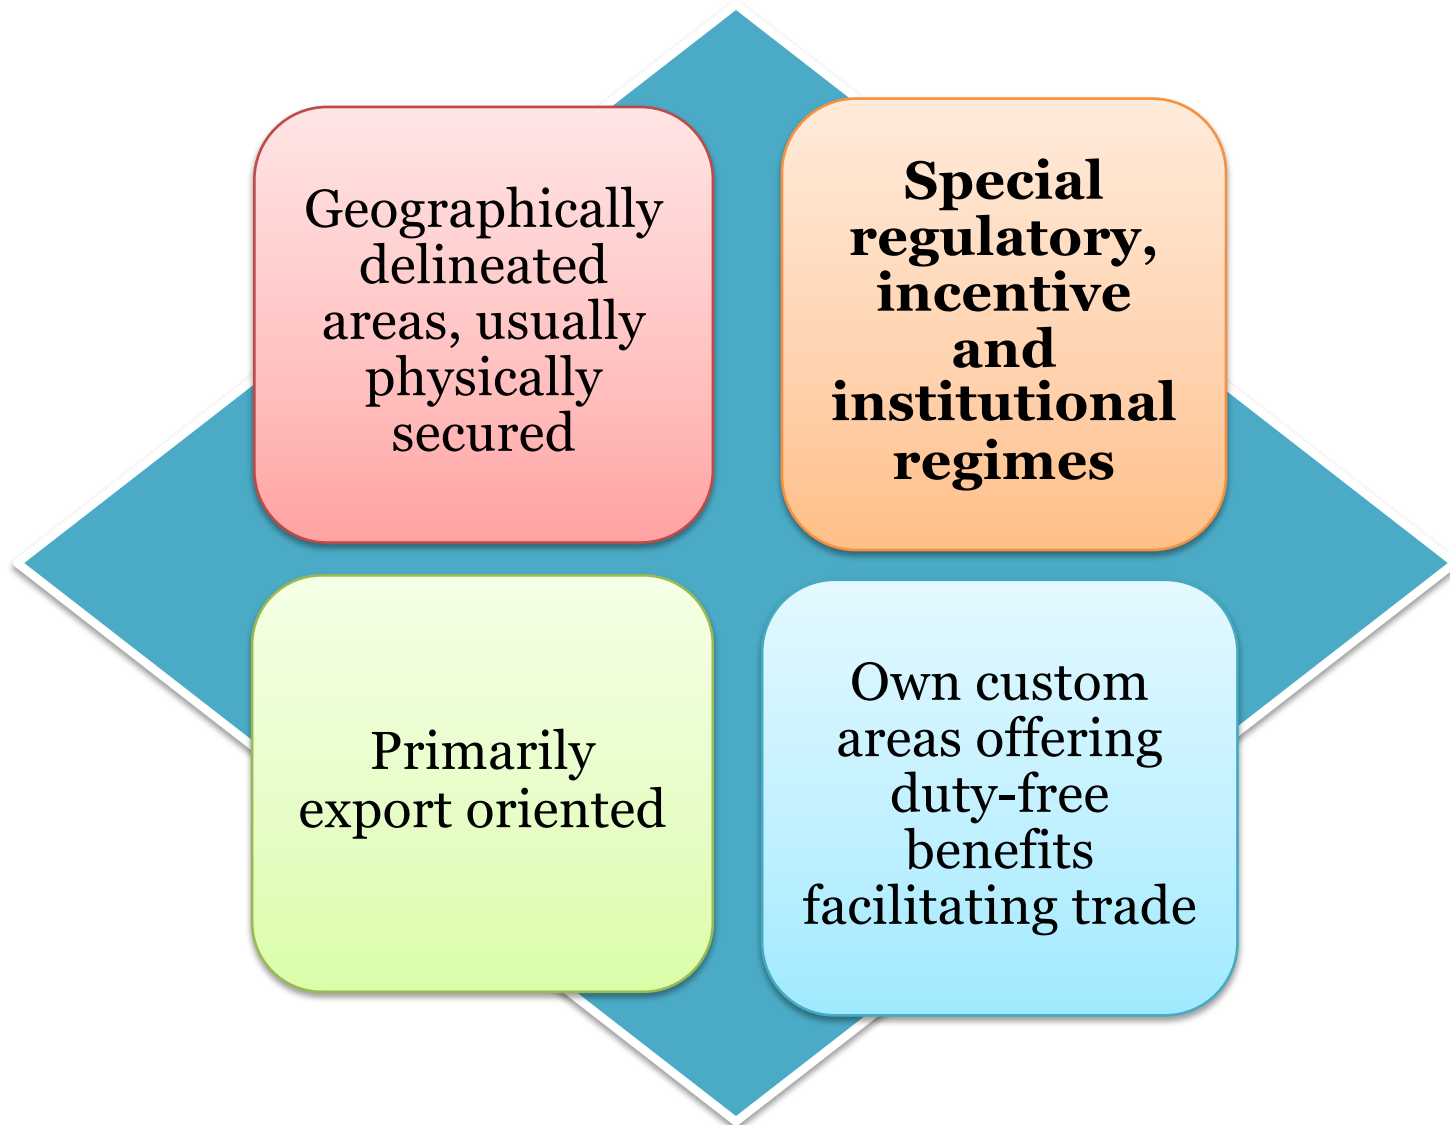 Geographically
delineated
areas, usually
physically
secured
Special
regulatory,
incentive
and
institutional
regimes
Primarily
export oriented
Own custom
areas offering
duty-free
benefits
facilitating trade